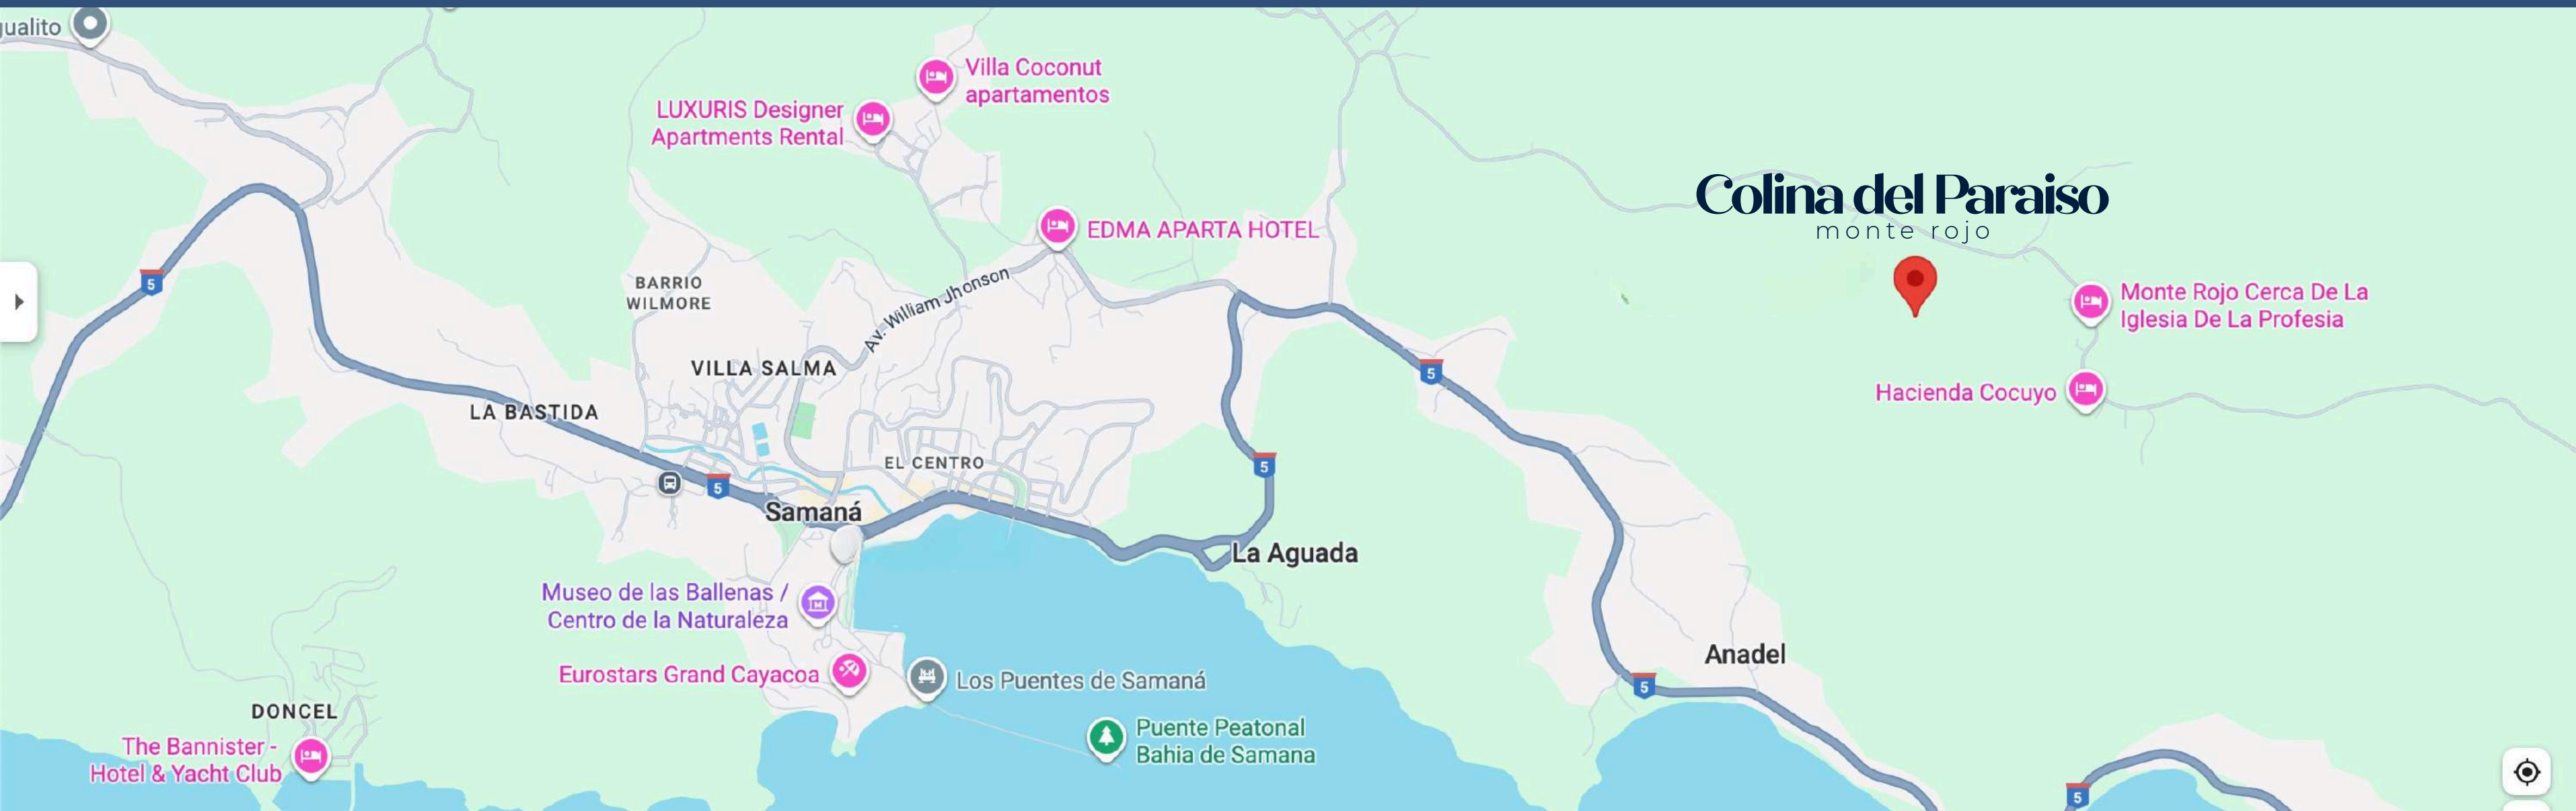 jualito
Villa Coconut
apartamentos
LUXURIS Designer
Apartments Rental
Colina del Paraiso
monte rojo
EDMA APARTA HOTEL
Av. William Jhonson
BARRIO
WILMORE
5
Monte Rojo Cerca De La
Iglesia De La Profesia
VILLA SALMA
5
Hacienda Cocuyo
LA BASTIDA
EL CENTRO
5
5
Samaná
La Aguada
Museo de las Ballenas /
Centro de la Naturaleza
Anadel
Eurostars Grand Cayacoa
Los Puentes de Samaná
5
DONCEL
Puente Peatonal
Bahia de Samana
The Bannister -
Hotel & Yacht Club
5